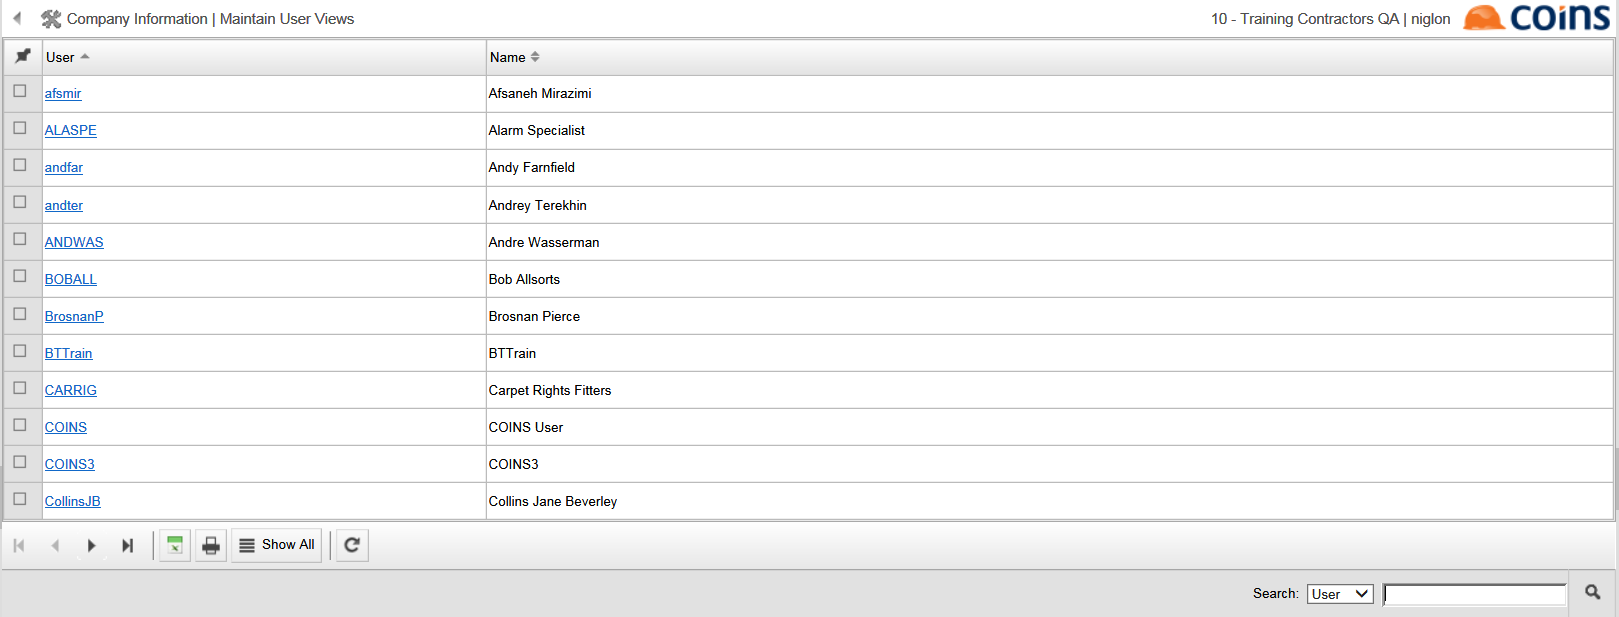 Company Information | Maintain User Views
10 - Training Contractors QA | niglon
coins
User Name
afsmir Afsaneh Mirazimi
ALASPE Alarm Specialist
andfar Andy Farnfield
andter Andrey Terekhin
ANDWAS Andre Wasserman
BOBALL Bob Allsorts
BrosnanP Brosnan Pierce
BTTrain BTTrain
CARRIG Carpet Rights Fitters
COINS COINS User
COINS3 COINS3
CollinsJB Collins Jane Beverley
Show All
Search: User